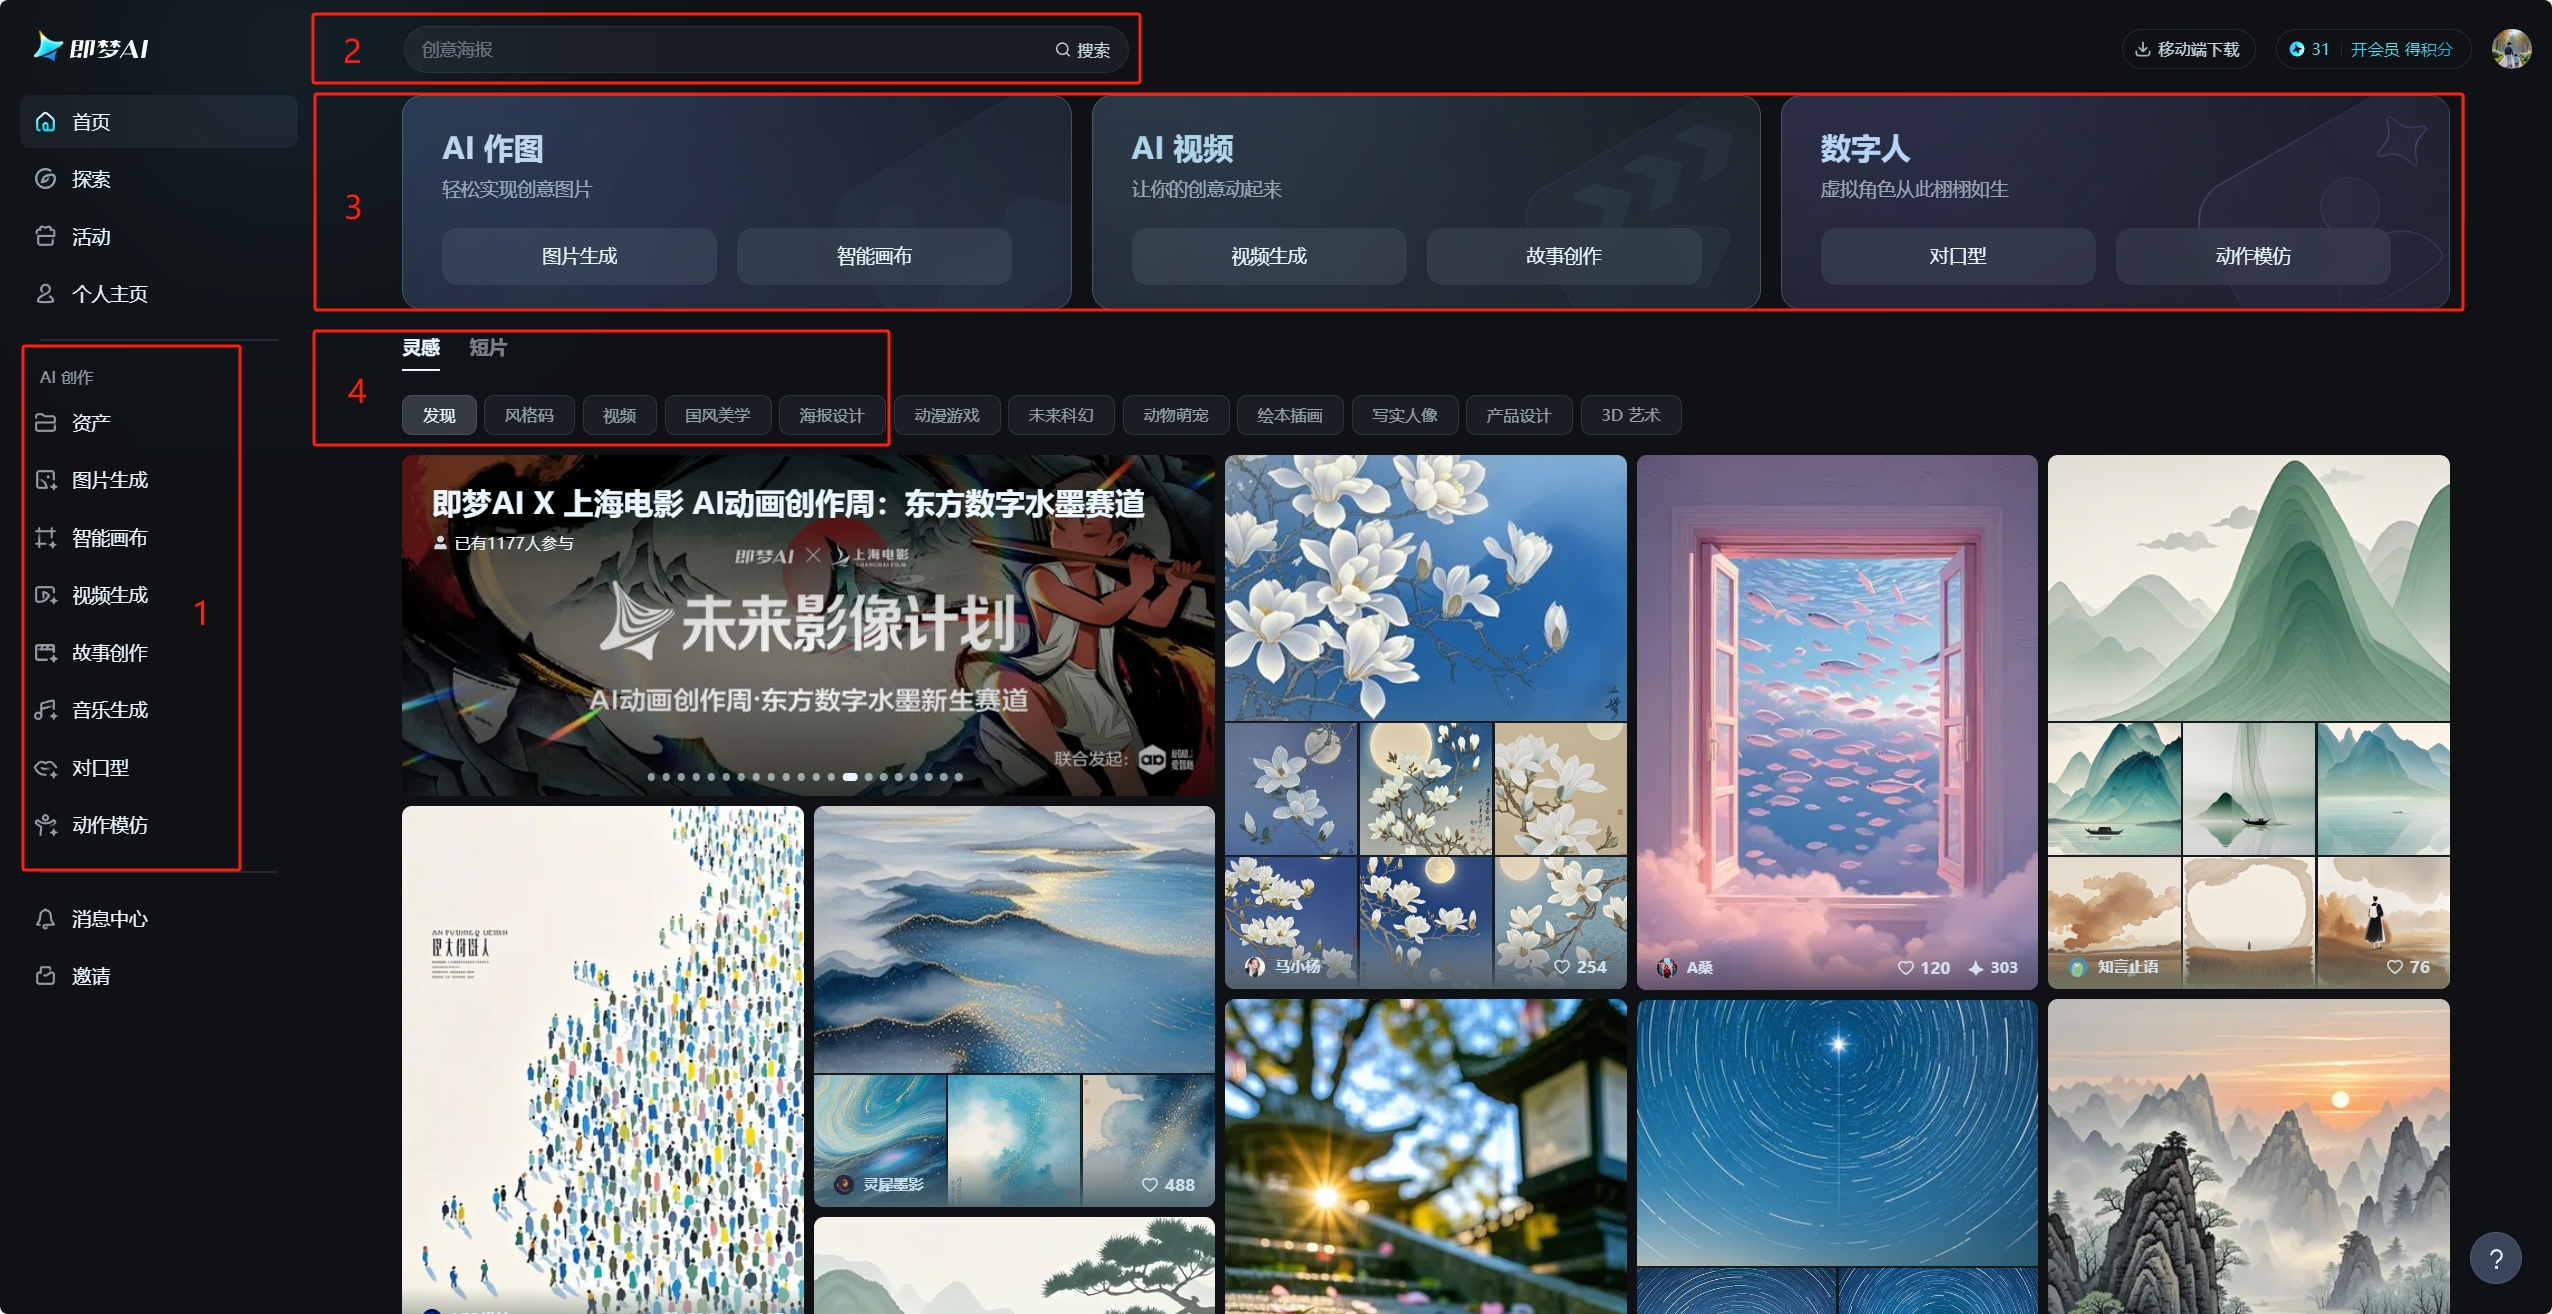 即梦AI
2
创意海报
搜索
移动端下载
31
开会员 得积分
首页
探索
活动
个人主页
3
AI 作图
轻松实现创意图片
图片生成
智能画布
AI 视频
让你的创意动起来
视频生成
故事创作
数字人
虚拟角色从此栩栩如生
对口型
动作模仿
1
AI 创作
资产
图片生成
智能画布
视频生成
故事创作
音乐生成
对口型
动作模仿
消息中心
邀请
4
灵感
短片
发现
风格码
视频
国风美学
海报设计
动漫游戏
未来科幻
动物萌宠
绘本插画
写实人像
产品设计
3D 艺术
即梦AI X 上海电影 AI动画创作周：东方数字水墨赛道
已有1177人参与
即梦AI
上海电影
SHANGHAI FILM
未来影像计划
AI动画创作周·东方数字水墨新生赛道
联合发起：
马小杨
254
A桑
120
303
知言止语
76
灵犀墨影
488
?